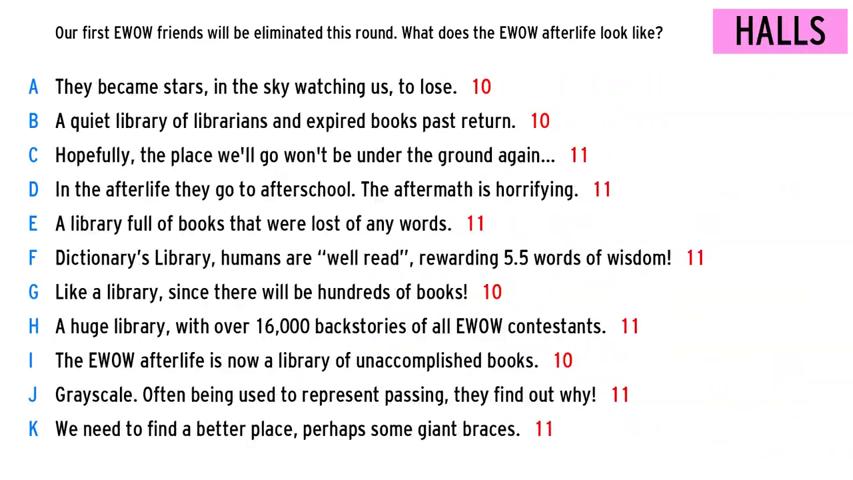 Our first EWOW friends will be eliminated this round. What does the EWOW afterlife look like?
HALLS
A They became stars, in the sky watching us, to lose. 10
B A quiet library of librarians and expired books past return. 10
C Hopefully, the place we'll go won't be under the ground again... 11
D In the afterlife they go to afterschool. The aftermath is horrifying. 11
E A library full of books that were lost of any words. 11
F Dictionary’s Library, humans are “well read”, rewarding 5.5 words of wisdom! 11
G Like a library, since there will be hundreds of books! 10
H A huge library, with over 16,000 backstories of all EWOW contestants. 11
I The EWOW afterlife is now a library of unaccomplished books. 10
J Grayscale. Often being used to represent passing, they find out why! 11
K We need to find a better place, perhaps some giant braces. 11